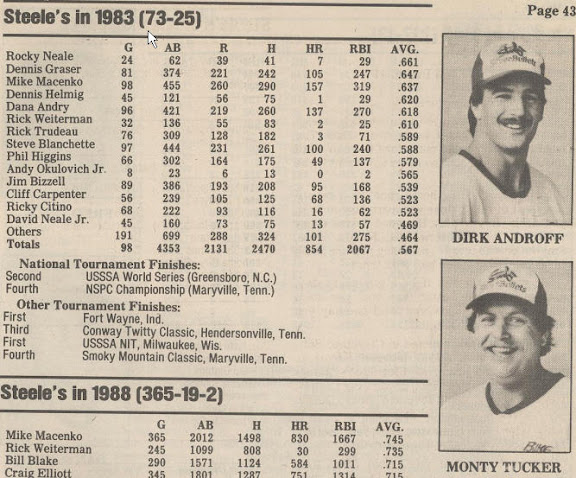 Page 43
Steele's in 1983 (73-25)
G AB R H HR RBI AVG.
Rocky Neale 24 62 39 41 7 29 .661
Dennis Graser 81 374 221 242 105 247 .647
Mike Macenko 98 455 260 290 157 319 .637
Dennis Helmig 45 121 56 75 1 29 .620
Dana Andry 96 421 219 260 137 270 .618
Rick Weiterman 32 136 55 83 2 25 .610
Rick Trudeau 76 309 128 182 3 71 .589
Steve Blanchette 97 444 231 261 100 240 .588
Phil Higgins 66 302 164 175 49 137 .579
Andy Okulovich Jr. 8 23 6 13 0 2 .565
Jim Bizzell 89 386 193 208 95 168 .539
Cliff Carpenter 56 239 105 125 68 136 .523
Ricky Citino 68 222 93 116 16 62 .523
David Neale Jr. 45 160 73 75 13 57 .469
Others 191 699 288 324 101 275 .464
Totals 98 4353 2131 2470 854 2067 .567
National Tournament Finishes:
Second USSSA World Series (Greensboro, N.C.)
Fourth NSPC Championship (Maryville, Tenn.)
Other Tournament Finishes:
First Fort Wayne, Ind.
Third Conway Twitty Classic, Hendersonville, Tenn.
First USSSA NIT, Milwaukee, Wis.
Fourth Smoky Mountain Classic, Maryville, Tenn.
Steele's in 1988 (365-19-2)
G AB H HR RBI AVG.
Mike Macenko 365 2012 1498 830 1667 .745
Rick Weiterman 245 1099 808 30 299 .735
Bill Blake 290 1571 1124 584 1011 .715
Craig Elliott 345 1801 1287 751 1314 .715
DIRK ANDROFF
MONTY TUCKER